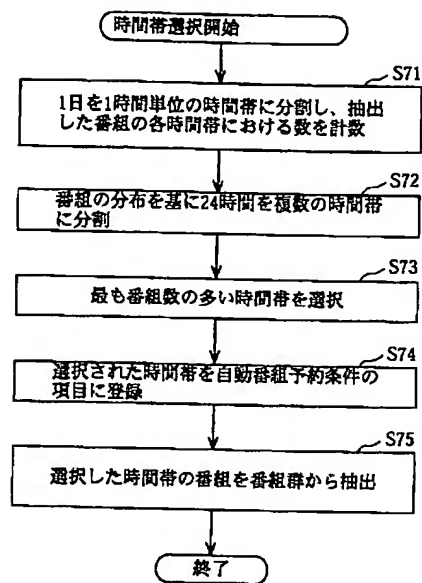 時間帯選択開始
S71
1日を1時間単位の時間帯に分割し、抽出
した番組の各時間帯における数を計数
S72
番組の分布を基に24時間を複数の時間帯
に分割
S73
最も番組数の多い時間帯を選択
S74
選択された時間帯を自動番組予約条件の
項目に登録
S75
選択した時間帯の番組を番組群から抽出
終了